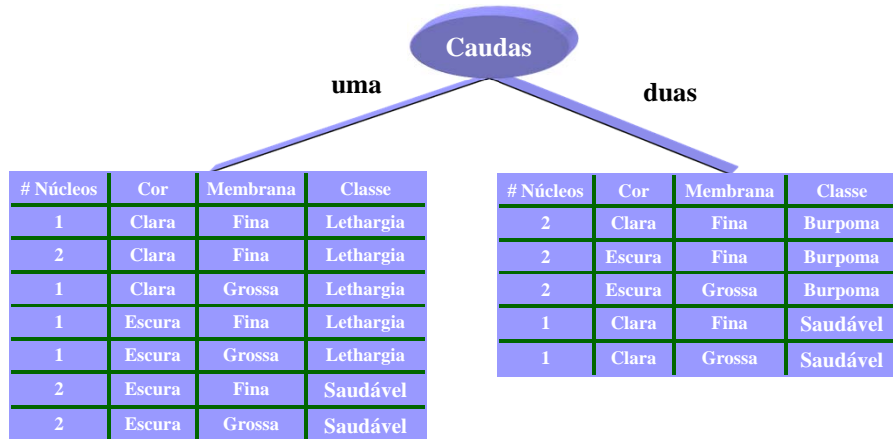 Caudas
uma
duas
# Núcleos Cor Membrana Classe
1 Clara Fina Lethargia
2 Clara Fina Lethargia
1 Clara Grossa Lethargia
1 Escura Fina Lethargia
1 Escura Grossa Lethargia
2 Escura Fina Saudável
2 Escura Grossa Saudável
# Núcleos Cor Membrana Classe
2 Clara Fina Burpoma
2 Escura Fina Burpoma
2 Escura Grossa Burpoma
1 Clara Fina Saudável
1 Clara Grossa Saudável